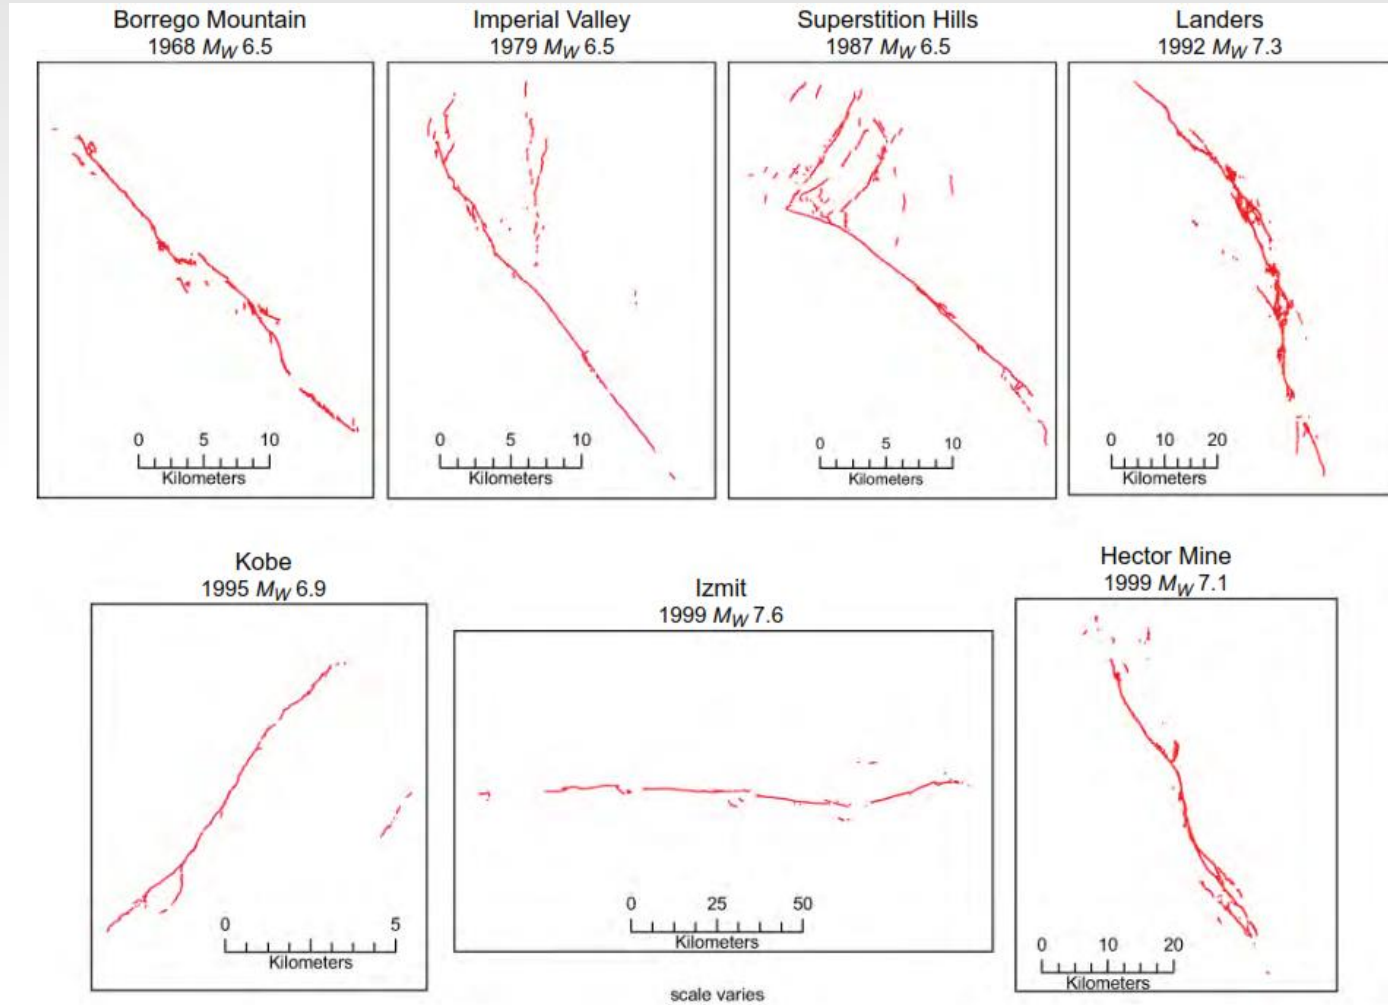 Borrego Mountain
1968 MW 6.5
Imperial Valley
1979 MW 6.5
Superstition Hills
1987 MW 6.5
Landers
1992 MW 7.3
0 5 10
Kilometers
0 5 10
Kilometers
0 5 10
Kilometers
0 10 20
Kilometers
Kobe
1995 MW 6.9
Izmit
1999 MW 7.6
Hector Mine
1999 MW 7.1
0 5
Kilometers
0 25 50
Kilometers
0 10 20
Kilometers
scale varies